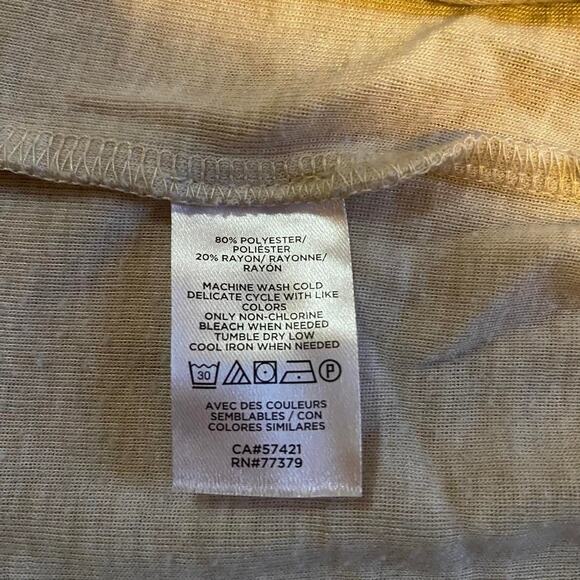 80% POLYESTER/
POLIÉSTER
20% RAYON/ RAYONNE/
RAYÓN
MACHINE WASH COLD
DELICATE CYCLE WITH LIKE
COLORS
ONLY NON-CHLORINE
BLEACH WHEN NEEDED
TUMBLE DRY LOW
COOL IRON WHEN NEEDED
30 P
AVEC DES COULEURS
SEMBLABLES / CON
COLORES SIMILARES
CA#57421
RN#77379